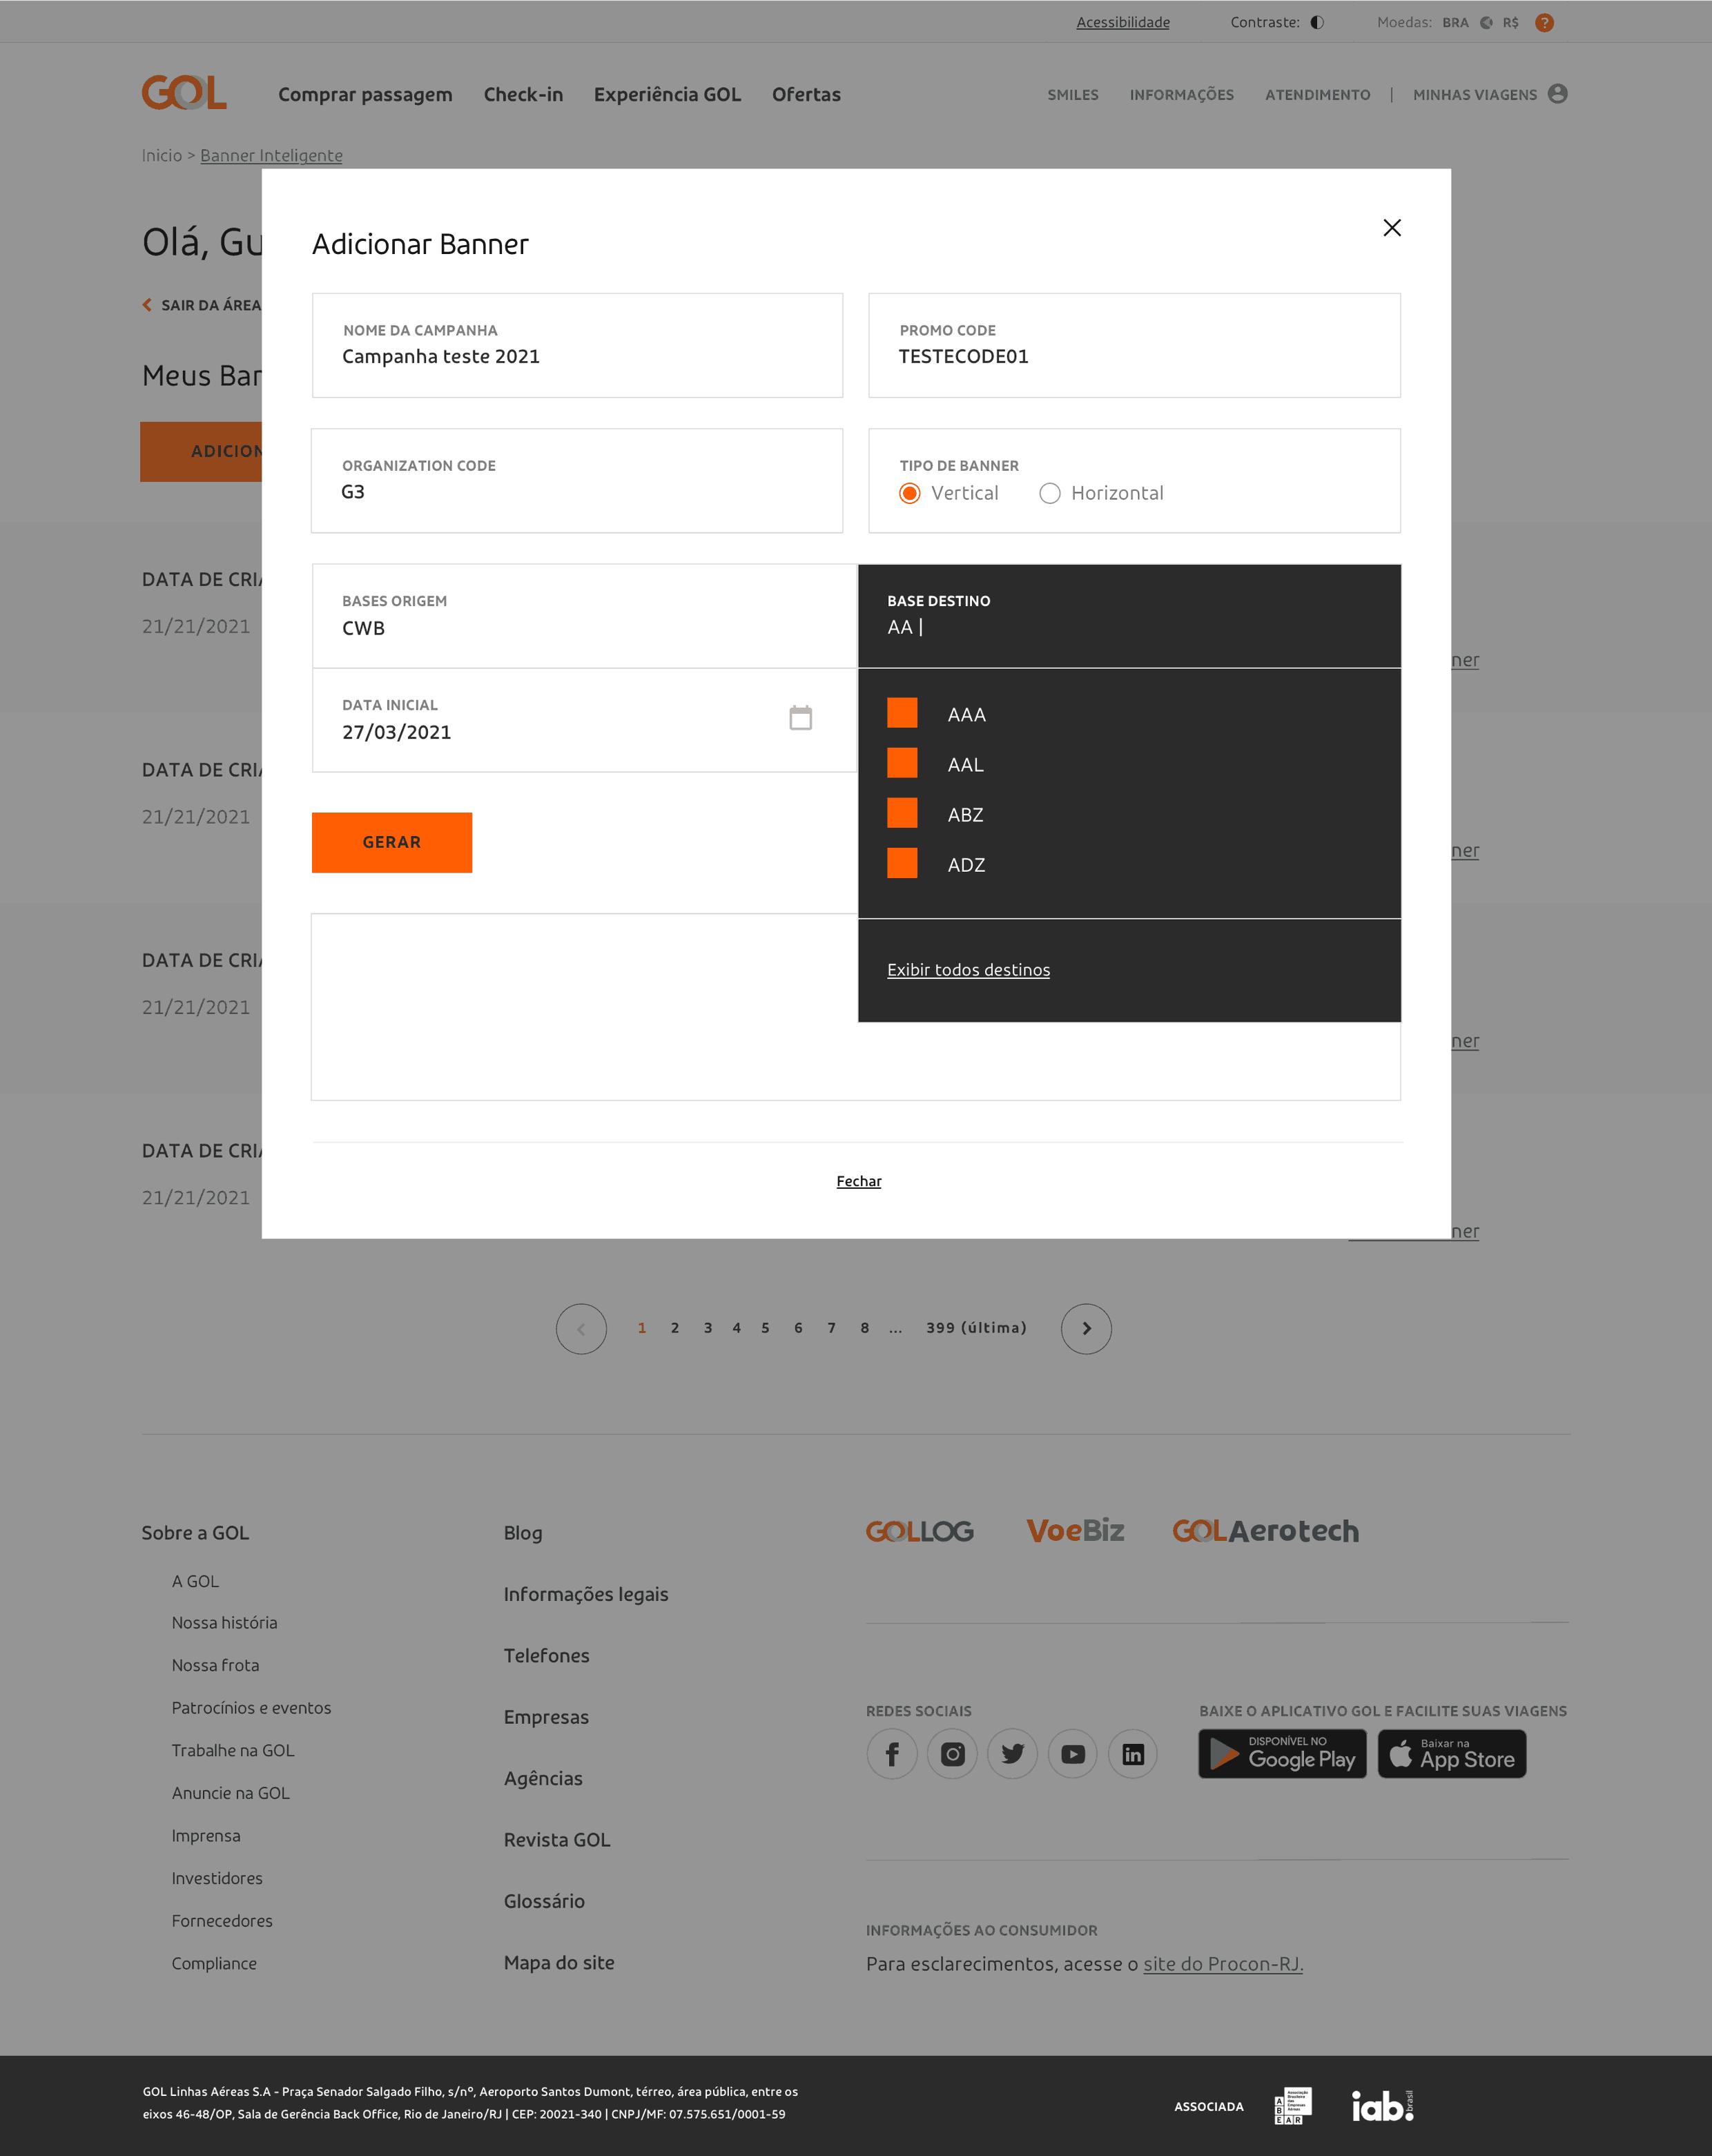 Acessibilidade Contraste: Moedas: BRA R$ ?
GOL Comprar passagem Check-in Experiência GOL Ofertas SMILES INFORMAÇÕES ATENDIMENTO | MINHAS VIAGENS
Inicio > Banner Inteligente
Olá, Gu
SAIR DA ÁREA
Meus Bar
ADICION
Adicionar Banner
NOME DA CAMPANHA
Campanha teste 2021
PROMO CODE
TESTECODE01
ORGANIZATION CODE
G3
TIPO DE BANNER
Vertical Horizontal
BASES ORIGEM
CWB
BASE DESTINO
AA |
DATA INICIAL
27/03/2021
AAA
AAL
ABZ
ADZ
GERAR
Exibir todos destinos
Fechar
DATA DE CRIA
21/21/2021
ner
DATA DE CRIA
21/21/2021
ner
DATA DE CRIA
21/21/2021
ner
DATA DE CRIA
21/21/2021
ner
1 2 3 4 5 6 7 8 ... 399 (última)
Sobre a GOL
A GOL
Nossa história
Nossa frota
Patrocínios e eventos
Trabalhe na GOL
Anuncie na GOL
Imprensa
Investidores
Fornecedores
Compliance
Blog
Informações legais
Telefones
Empresas
Agências
Revista GOL
Glossário
Mapa do site
GOLLOG VoeBiz GOLAerotech
REDES SOCIAIS
BAIXE O APLICATIVO GOL E FACILITE SUAS VIAGENS
DISPONÍVEL NO
Google Play
Baixar na
App Store
INFORMAÇÕES AO CONSUMIDOR
Para esclarecimentos, acesse o site do Procon-RJ.
GOL Linhas Aéreas S.A - Praça Senador Salgado Filho, s/nº, Aeroporto Santos Dumont, térreo, área pública, entre os
eixos 46-48/OP, Sala de Gerência Back Office, Rio de Janeiro/RJ | CEP: 20021-340 | CNPJ/MF: 07.575.651/0001-59
ASSOCIADA
Associação
Brasileira
das
Empresas
Aéreas
ABEAR
iab.
brasil